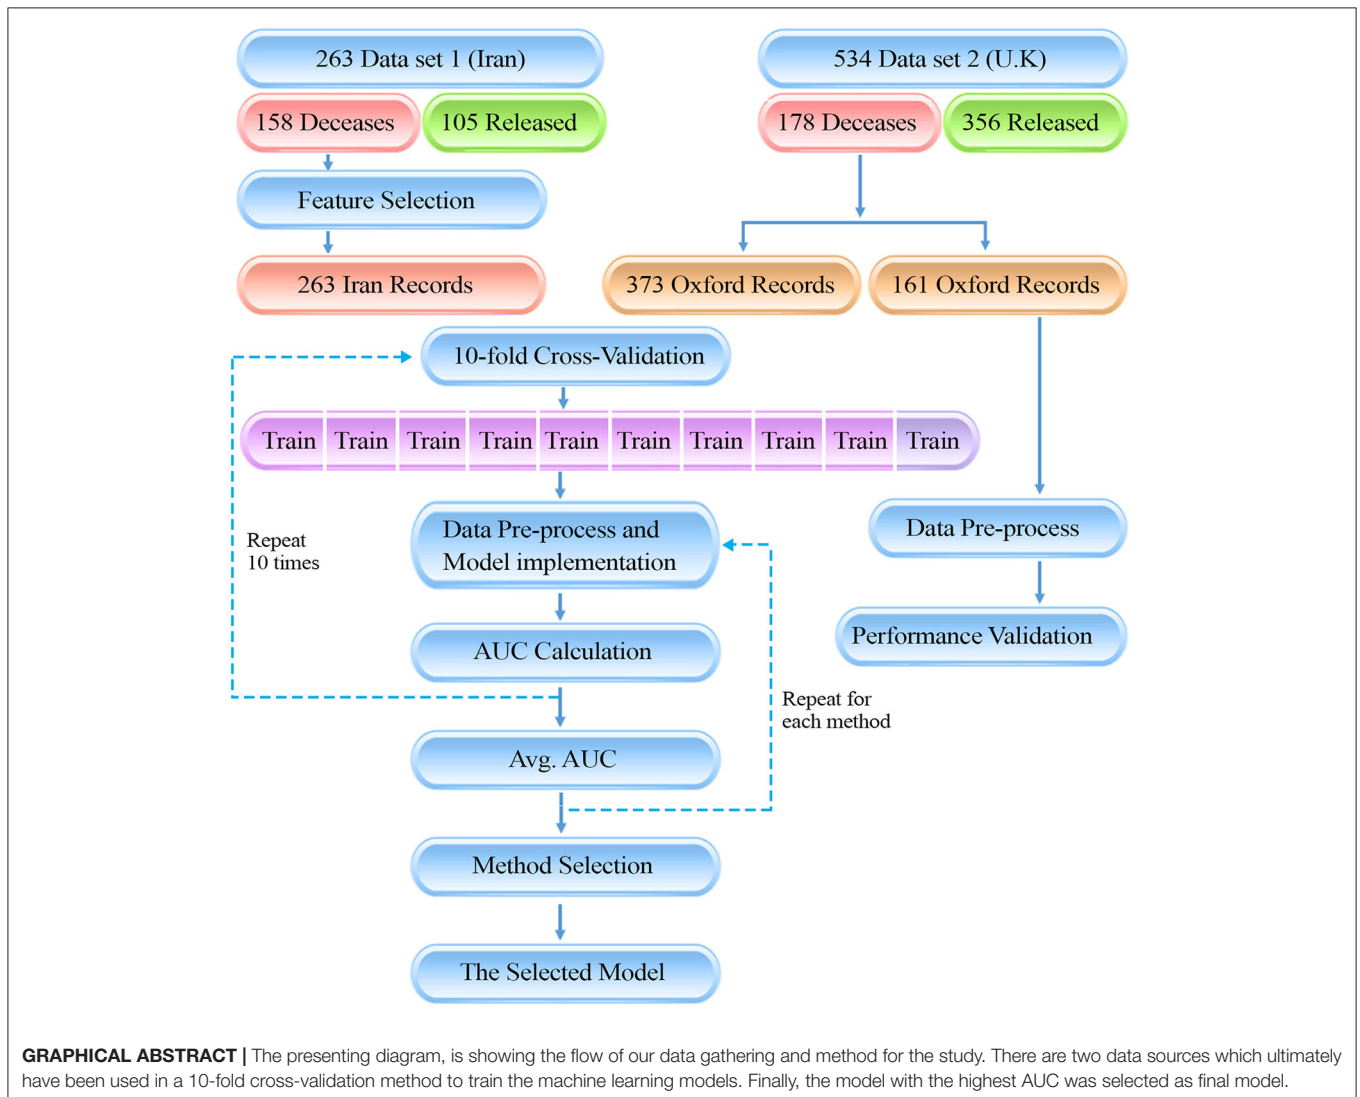 263 Data set 1 (Iran)
534 Data set 2 (U.K)
158 Deceases
105 Released
178 Deceases
356 Released
Feature Selection
263 Iran Records
373 Oxford Records
161 Oxford Records
10-fold Cross-Validation
Train Train Train Train Train Train Train Train Train Train
Repeat
10 times
Data Pre-process and
Model implementation
Data Pre-process
AUC Calculation
Performance Validation
Repeat for
each method
Avg. AUC
Method Selection
The Selected Model
GRAPHICAL ABSTRACT | The presenting diagram, is showing the flow of our data gathering and method for the study. There are two data sources which ultimately
have been used in a 10-fold cross-validation method to train the machine learning models. Finally, the model with the highest AUC was selected as final model.